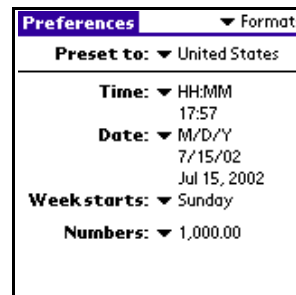 Preferences ▼ Format
Preset to: ▼ United States
Time: ▼ HH:MM
17:57
Date: ▼ M/D/Y
7/15/02
Jul 15, 2002
Week starts: ▼ Sunday
Numbers: ▼ 1,000.00